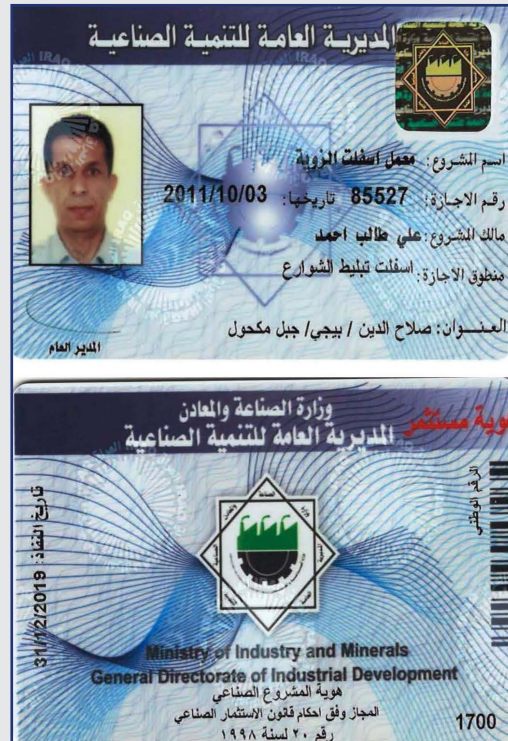 المديرية العامة للتنمية الصناعية
اسم المشروع: معمل اسفلت الزوية
رقم الاجازة: 85527 تاريخها: 2011/10/03
مالك المشروع: علي طالب احمد
منطوق الاجازة: اسفلت تبليط الشوارع
العنـــوان: صلاح الدين / بيجي/ جبل مكحول
المدير العام
هوية مستثمر
وزارة الصناعة والمعادن
المديرية العامة للتنمية الصناعية
الرقم الوطني
تاريخ النفاذ: 31/12/2019
Ministry of Industry and Minerals
General Directorate of Industrial Development
هوية المشروع الصناعي
المجاز وفق احكام قانون الاستثمار الصناعي
رقم ٢٠ لسنة ١٩٩٨
1700